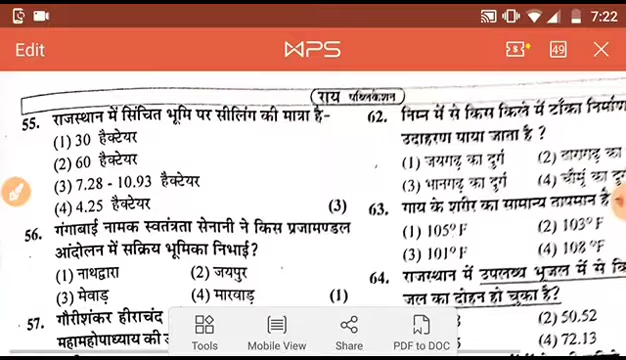 7:22
Edit
WPS
49
राय पब्लिकेशन
55. राजस्थान में सिंचित भूमि पर सीलिंग की मात्रा है-
(1) 30 हैक्टेयर
(2) 60 हैक्टेयर
(3) 7.28 - 10.93 हैक्टेयर
(4) 4.25 हैक्टेयर (3)
56. गंगाबाई नामक स्वतंत्रता सेनानी ने किस प्रजामण्डल
आंदोलन में सक्रिय भूमिका निभाई?
(1) नाथद्वारा (2) जयपुर
(3) मेवाड़ (4) मारवाड़ (1)
57. गौरीशंकर हीराचंद
महामहोपाध्याय की
62. निम्न में से किस किले में टाँका निर्माण
उदाहरण पाया जाता है ?
(1) जयगढ़ का दुर्ग (2) तारागढ़ का
(3) भानगढ़ का दुर्ग (4) चौमूं का
63. गाय के शरीर का सामान्य तापमान है
(1) 105° F (2) 103° F
(3) 101° F (4) 108 °F
64. राजस्थान में उपलब्ध भूजल में से
जल का दोहन हो चुका है?
(2) 50.52
(4) 72.13
Tools
Mobile View
Share
PDF to DOC